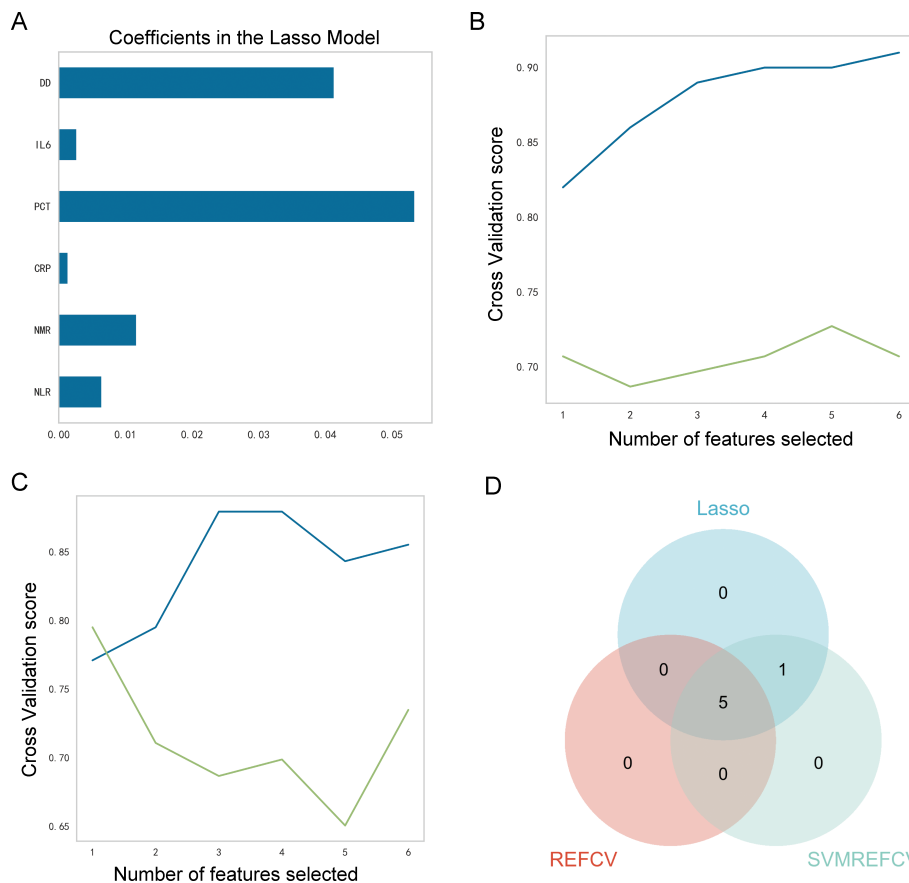 A
Coefficients in the Lasso Model
DD
IL6
PCT
CRP
NMR
NLR
0.00 0.01 0.02 0.03 0.04 0.05
B
Cross Validation score
0.90
0.85
0.80
0.75
0.70
1 2 3 4 5 6
Number of features selected
C
Cross Validation score
0.85
0.80
0.75
0.70
0.65
1 2 3 4 5 6
Number of features selected
D
Lasso
0
0 1
5
0 0 0
REFCV SVMREFCV